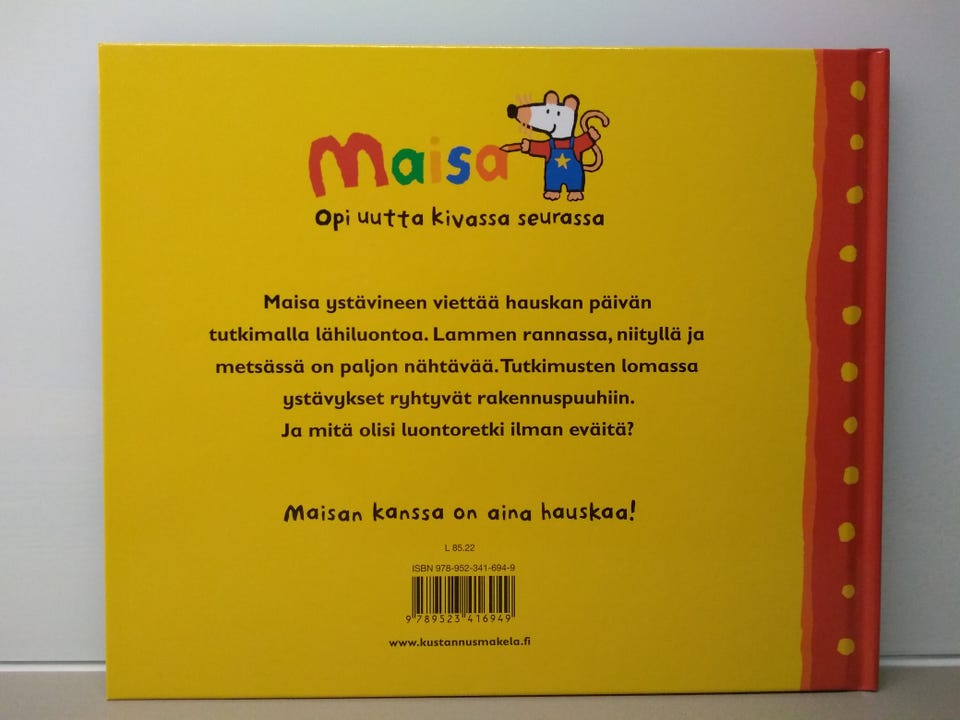 Maisa
Opi uutta kivassa seurassa
Maisa ystävineen viettää hauskan päivän
tutkimalla lähiluontoa. Lammen rannassa, niityllä ja
metsässä on paljon nähtävää. Tutkimusten lomassa
ystävykset ryhtyvät rakennuspuuhiin.
Ja mitä olisi luontoretki ilman eväitä?
Maisan kanssa on aina hauskaa!
L 85.22
ISBN 978-952-341-694-9
9 789523 416949
www.kustannusmakela.fi